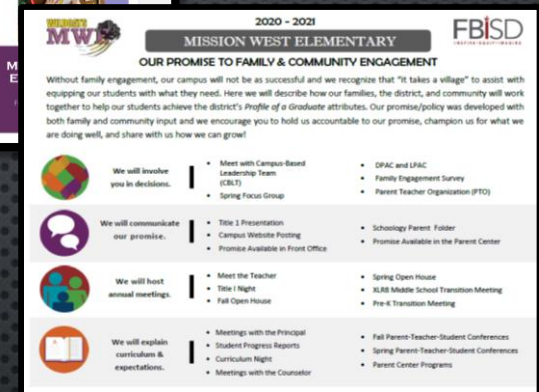 WILDCATS
MWE
2020 - 2021
MISSION WEST ELEMENTARY
FBISD
INSPIRE•EQUIP•IMAGINE
OUR PROMISE TO FAMILY & COMMUNITY ENGAGEMENT
Without family engagement, our campus will not be as successful and we recognize that "it takes a village" to assist with
equipping our students with what they need. Here we will describe how our families, the district, and community will work
together to help our students achieve the district's Profile of a Graduate attributes. Our promise/policy was developed with
both family and community input and we encourage you to hold us accountable to our promise, champion us for what we
are doing well, and share with us how we can grow!
We will involve
you in decisions.
• Meet with Campus-Based
Leadership Team
(CBLT)
• Spring Focus Group
• DPAC and LPAC
• Family Engagement Survey
• Parent Teacher Organization (PTO)
We will communicate
our promise.
• Title 1 Presentation
• Campus Website Posting
• Promise Available in Front Office
• Schoology Parent Folder
• Promise Available in the Parent Center
We will host
annual meetings.
• Meet the Teacher
• Title I Night
• Fall Open House
• Spring Open House
• XLR8 Middle School Transition Meeting
• Pre-K Transition Meeting
We will explain
curriculum &
expectations.
• Meetings with the Principal
• Student Progress Reports
• Curriculum Night
• Meetings with the Counselor
• Fall Parent-Teacher-Student Conferences
• Spring Parent-Teacher-Student Conferences
• Parent Center Programs